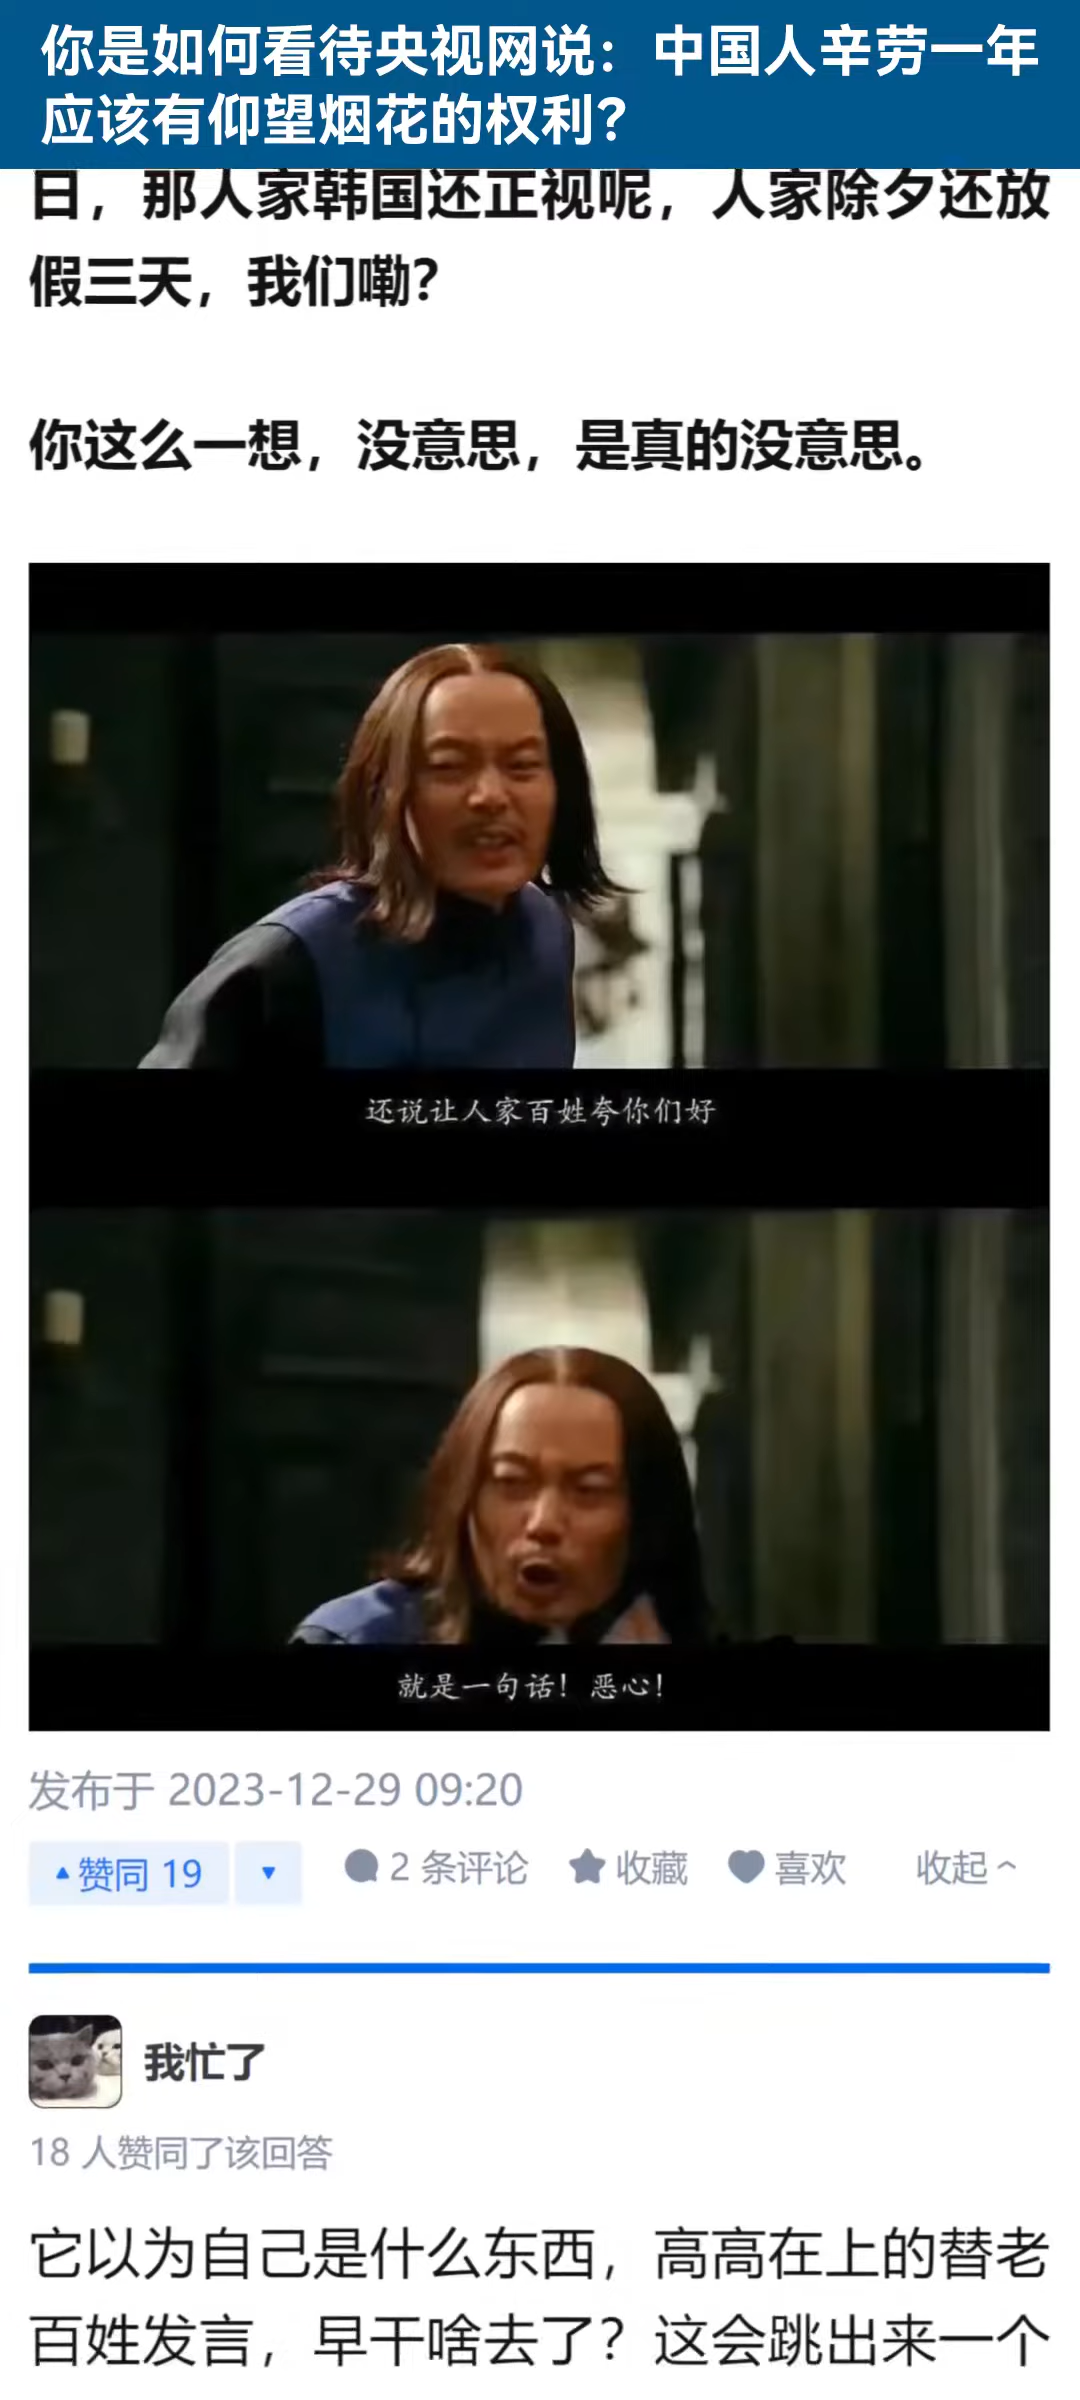 你是如何看待央视网说：中国人辛劳一年
应该有仰望烟花的权利？
日，那人家韩国还正视呢，人家除夕还放
假三天，我们嘞？
你这么一想，没意思，是真的没意思。
还说让人家百姓夸你们好
就是一句话！恶心！
发布于 2023-12-29 09:20
赞同 19 2 条评论 收藏 喜欢 收起
我忙了
18 人赞同了该回答
它以为自己是什么东西，高高在上的替老
百姓发言，早干啥去了？这会跳出来一个